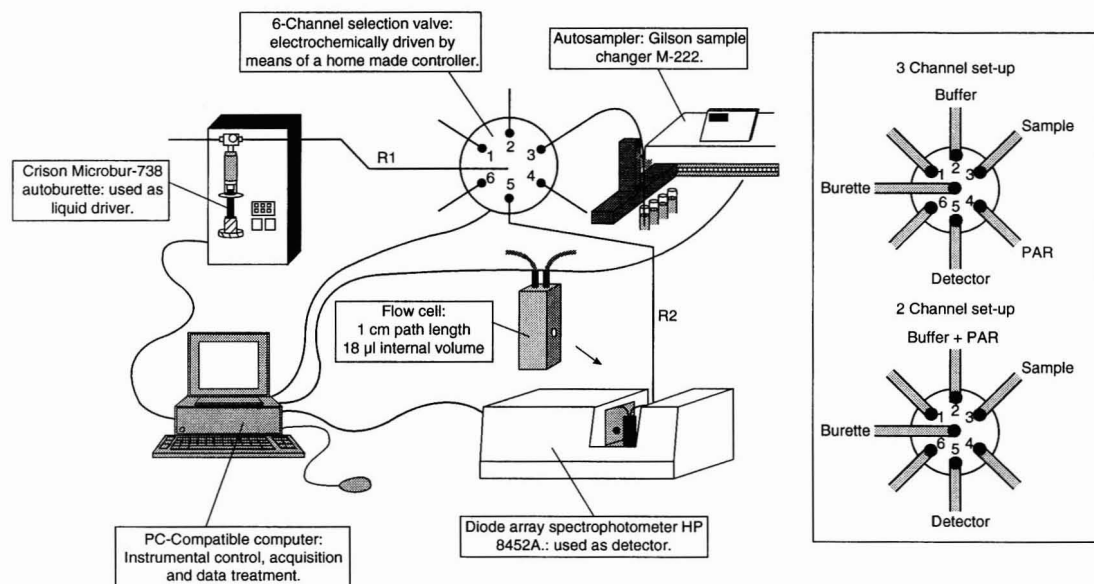 6-Channel selection valve:
electrochemically driven by
means of a home made controller.
Autosampler: Gilson sample
changer M-222.
R1
1
2
3
4
5
6
Crison Microbur-738
autoburette: used as
liquid driver.
Flow cell:
1 cm path length
18 µl internal volume
R2
PC-Compatible computer:
Instrumental control, acquisition
and data treatment.
Diode array spectrophotometer HP
8452A.: used as detector.
3 Channel set-up
Buffer
Sample
Burette
1
2
3
4
5
6
PAR
Detector
2 Channel set-up
Buffer + PAR
Sample
Burette
1
2
3
4
5
6
Detector